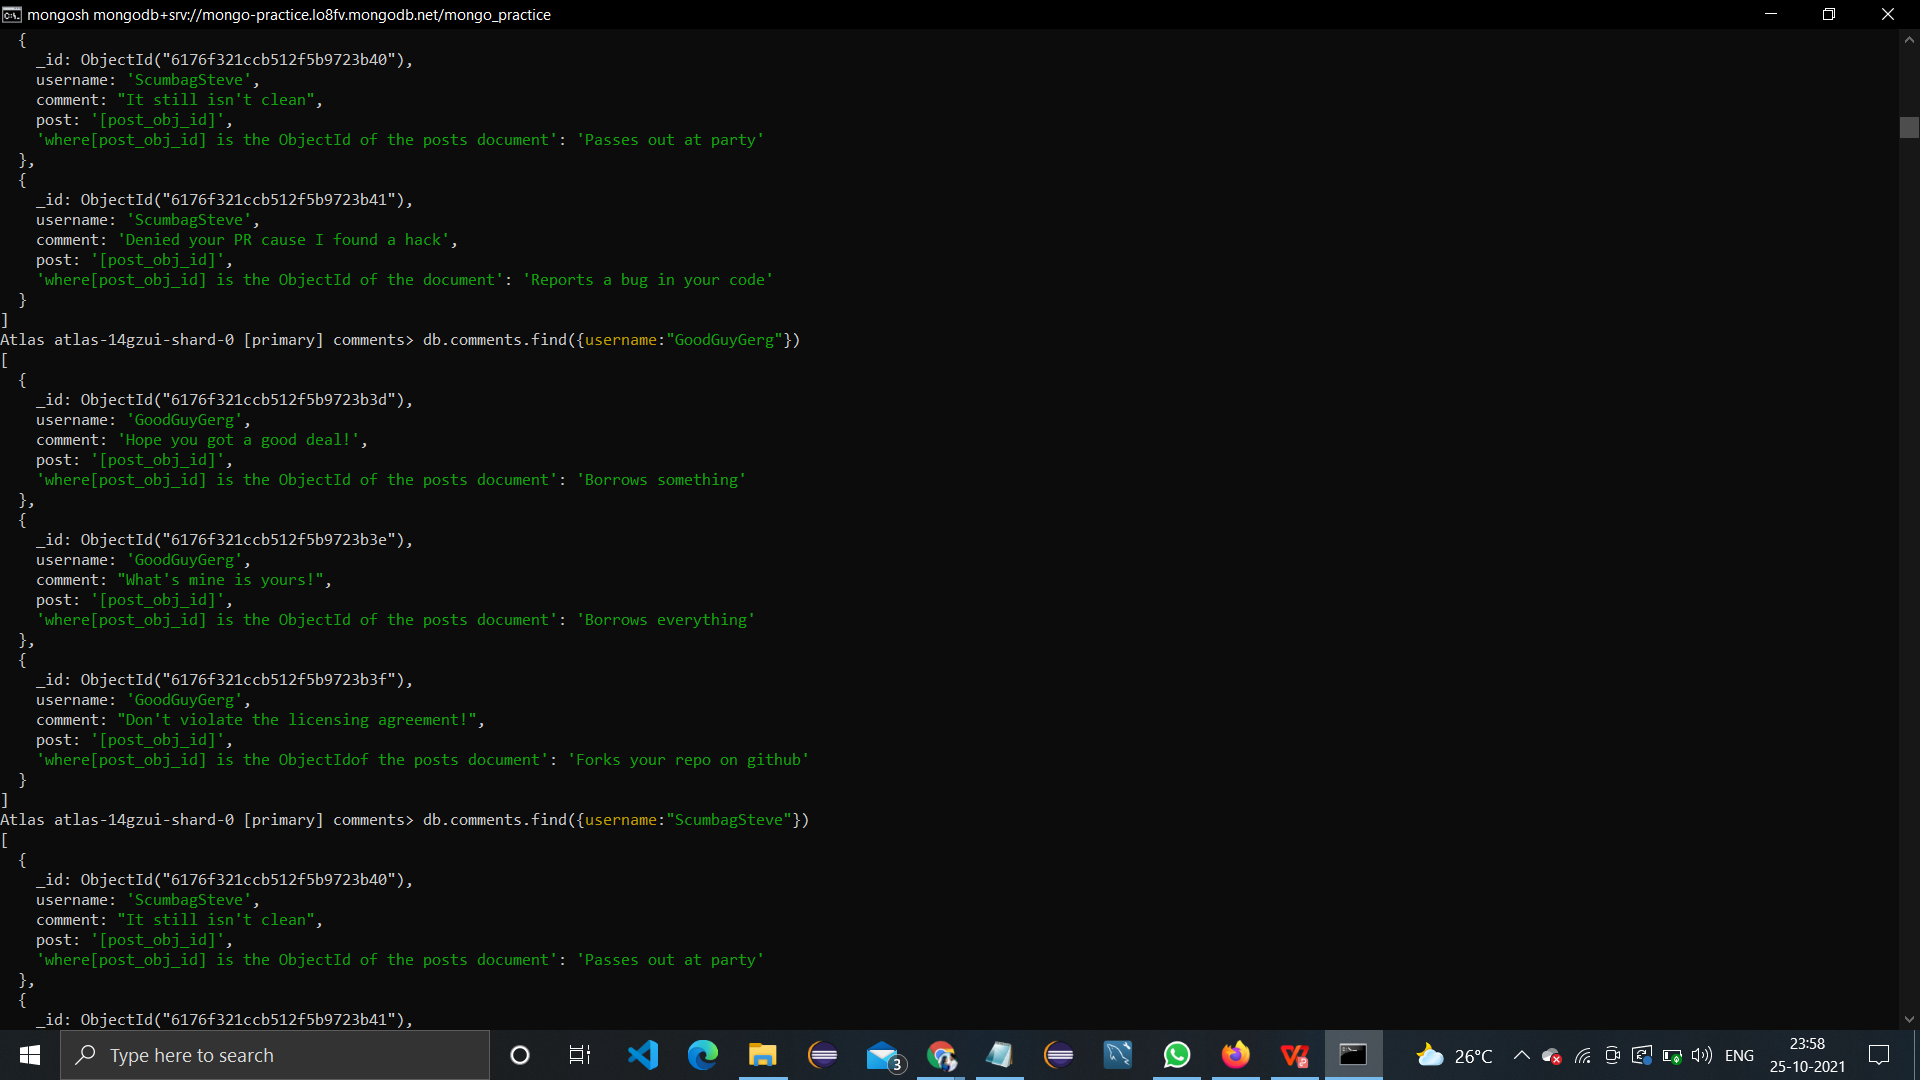 mongosh mongodb+srv://mongo-practice.lo8fv.mongodb.net/mongo_practice
{
_id: ObjectId("6176f321ccb512f5b9723b40"),
username: 'ScumbagSteve',
comment: "It still isn't clean",
post: '[post_obj_id]',
'where[post_obj_id] is the ObjectId of the posts document': 'Passes out at party'
},
{
_id: ObjectId("6176f321ccb512f5b9723b41"),
username: 'ScumbagSteve',
comment: 'Denied your PR cause I found a hack',
post: '[post_obj_id]',
'where[post_obj_id] is the ObjectId of the document': 'Reports a bug in your code'
}
]
Atlas atlas-14gzui-shard-0 [primary] comments> db.comments.find({username:"GoodGuyGerg"})
[
{
_id: ObjectId("6176f321ccb512f5b9723b3d"),
username: 'GoodGuyGerg',
comment: 'Hope you got a good deal!',
post: '[post_obj_id]',
'where[post_obj_id] is the ObjectId of the posts document': 'Borrows something'
},
{
_id: ObjectId("6176f321ccb512f5b9723b3e"),
username: 'GoodGuyGerg',
comment: "What's mine is yours!",
post: '[post_obj_id]',
'where[post_obj_id] is the ObjectId of the posts document': 'Borrows everything'
},
{
_id: ObjectId("6176f321ccb512f5b9723b3f"),
username: 'GoodGuyGerg',
comment: "Don't violate the licensing agreement!",
post: '[post_obj_id]',
'where[post_obj_id] is the ObjectIdof the posts document': 'Forks your repo on github'
}
]
Atlas atlas-14gzui-shard-0 [primary] comments> db.comments.find({username:"ScumbagSteve"})
[
{
_id: ObjectId("6176f321ccb512f5b9723b40"),
username: 'ScumbagSteve',
comment: "It still isn't clean",
post: '[post_obj_id]',
'where[post_obj_id] is the ObjectId of the posts document': 'Passes out at party'
},
{
_id: ObjectId("6176f321ccb512f5b9723b41"),
Type here to search
3
26°C
ENG
23:58
25-10-2021